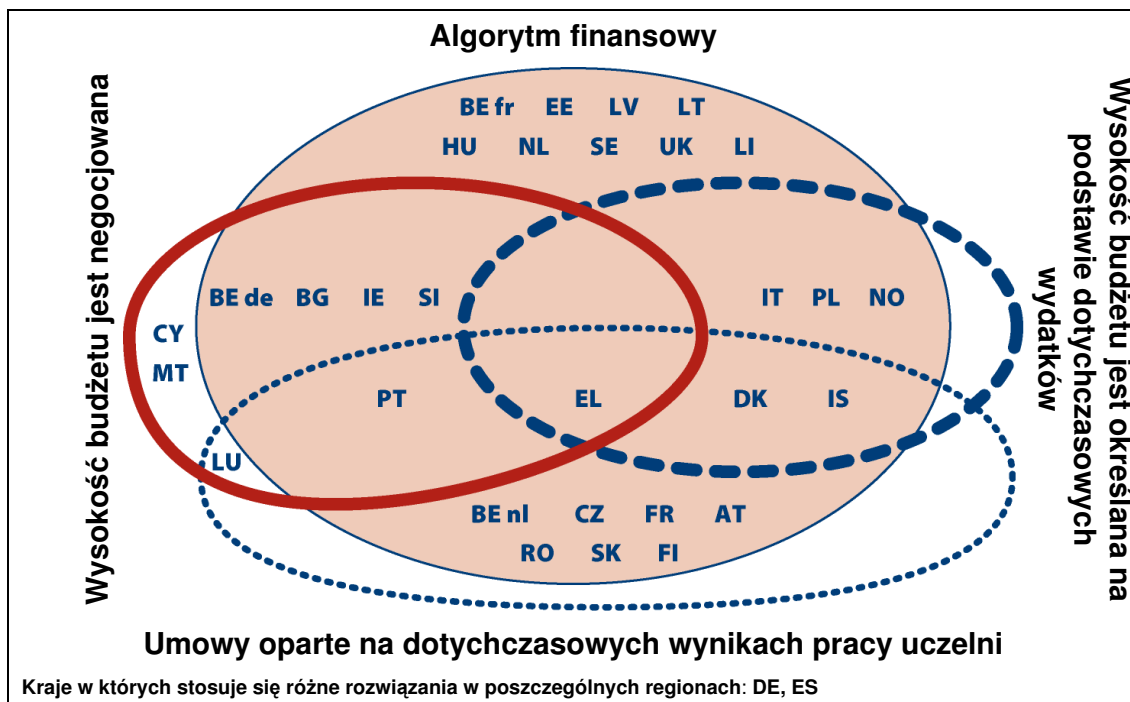 Algorytm finansowy
Wysokość budżetu jest negocjowana
Wysokość budżetu jest określana na
podstawie dotychczasowych
wydatków
BE fr EE LV LT
HU NL SE UK LI
BE de BG IE SI
IT PL NO
CY
MT
PT EL DK IS
LU
BE nl CZ FR AT
RO SK FI
Umowy oparte na dotychczasowych wynikach pracy uczelni
Kraje w których stosuje się różne rozwiązania w poszczególnych regionach: DE, ES